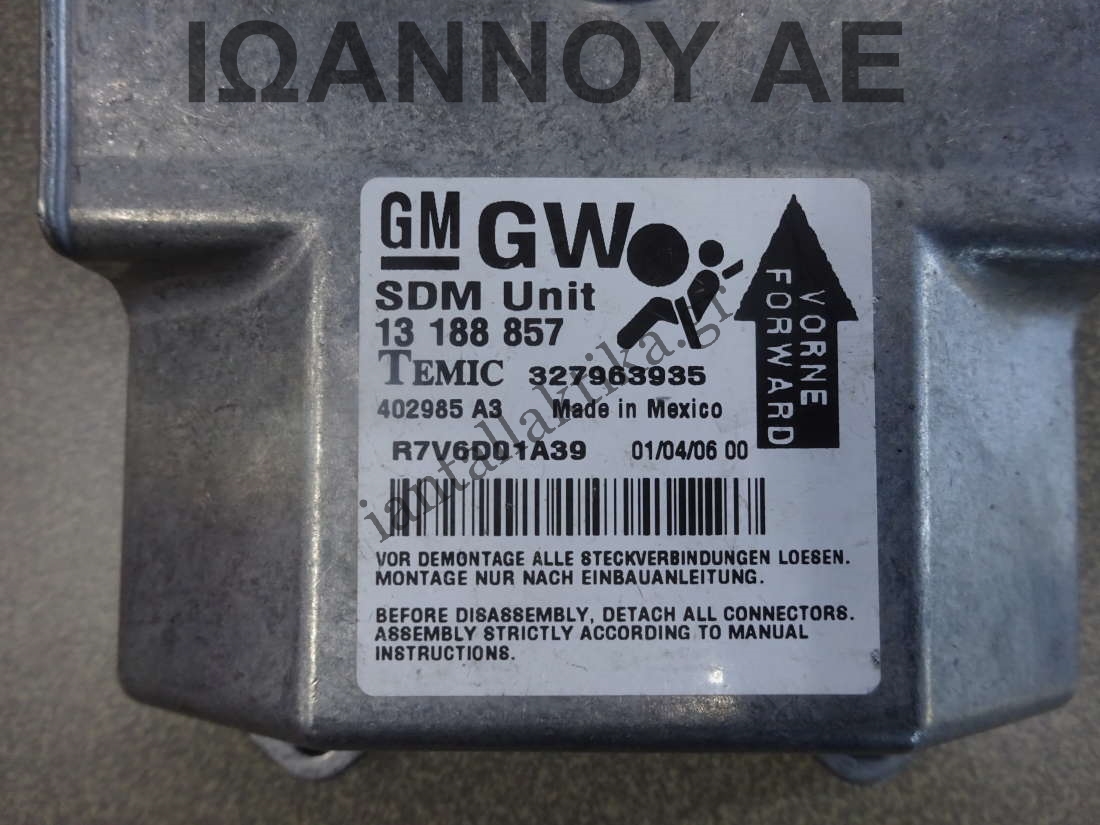 ΙΩΑΝΝΟΥ ΑΕ
GM GW
SDM Unit
13 188 857
TEMIC 327963935
402985 A3 Made in Mexico
R7V6D01A39 01/04/06 00
VORNE
FORWARD
iantallaktika.gr
VOR DEMONTAGE ALLE STECKVERBINDUNGEN LOESEN.
MONTAGE NUR NACH EINBAUANLEITUNG.
BEFORE DISASSEMBLY, DETACH ALL CONNECTORS.
ASSEMBLY STRICTLY ACCORDING TO MANUAL
INSTRUCTIONS.